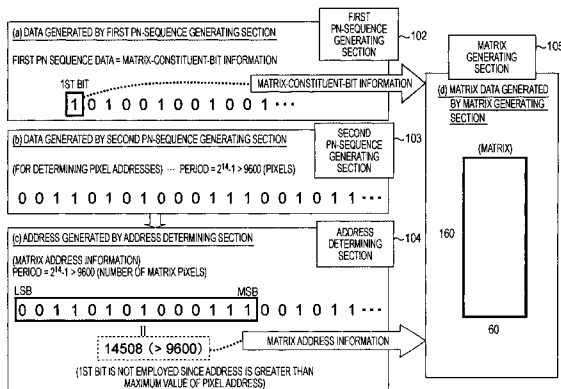 (a) DATA GENERATED BY FIRST PN-SEQUENCE GENERATING SECTION
FIRST PN-SEQUENCE GENERATING SECTION
102
FIRST PN SEQUENCE DATA = MATRIX-CONSTITUENT-BIT INFORMATION
1ST BIT
MATRIX-CONSTITUENT-BIT INFORMATION
1 0 1 0 0 1 0 0 1 0 0 1 ···
(b) DATA GENERATED BY SECOND PN-SEQUENCE GENERATING SECTION
SECOND PN-SEQUENCE GENERATING SECTION
103
(FOR DETERMINING PIXEL ADDRESSES) ··· PERIOD = 2¹⁴-1 > 9600 (PIXELS)
0 0 1 1 0 1 0 1 0 0 0 1 1 1 0 0 1 0 1 1 ···
(c) ADDRESS GENERATED BY ADDRESS DETERMINING SECTION
ADDRESS DETERMINING SECTION
104
(MATRIX ADDRESS INFORMATION)
PERIOD = 2¹⁴-1 > 9600 (NUMBER OF MATRIX PIXELS)
LSB MSB
0 0 1 1 0 1 0 1 0 0 0 1 1 1 0 0 1 0 1 1 ···
14508 (> 9600)
MATRIX ADDRESS INFORMATION
(1ST BIT IS NOT EMPLOYED SINCE ADDRESS IS GREATER THAN
MAXIMUM VALUE OF PIXEL ADDRESS)
MATRIX GENERATING SECTION
105
(d) MATRIX DATA GENERATED
BY MATRIX GENERATING
SECTION
(MATRIX)
160
60